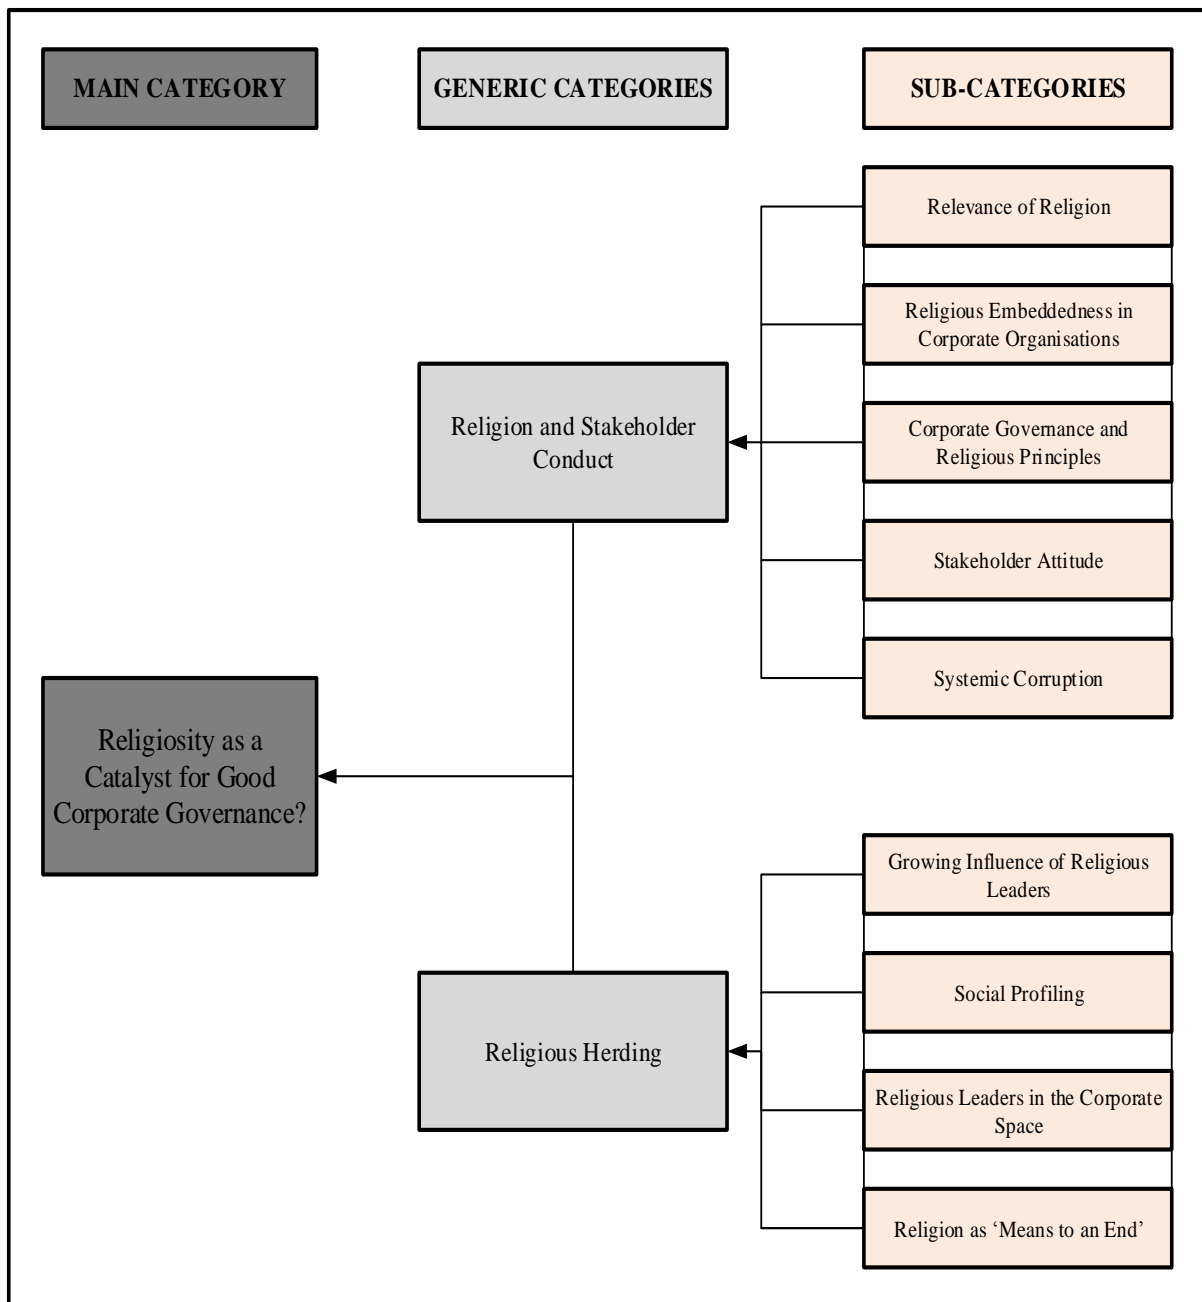 MAIN CATEGORY
GENERIC CATEGORIES
SUB-CATEGORIES
Relevance of Religion
Religious Embeddedness in
Corporate Organisations
Religion and Stakeholder
Conduct
Corporate Governance and
Religious Principles
Stakeholder Attitude
Systemic Corruption
Religiosity as a
Catalyst for Good
Corporate Governance?
Growing Influence of Religious
Leaders
Social Profiling
Religious Herding
Religious Leaders in the Corporate
Space
Religion as ‘Means to an End’